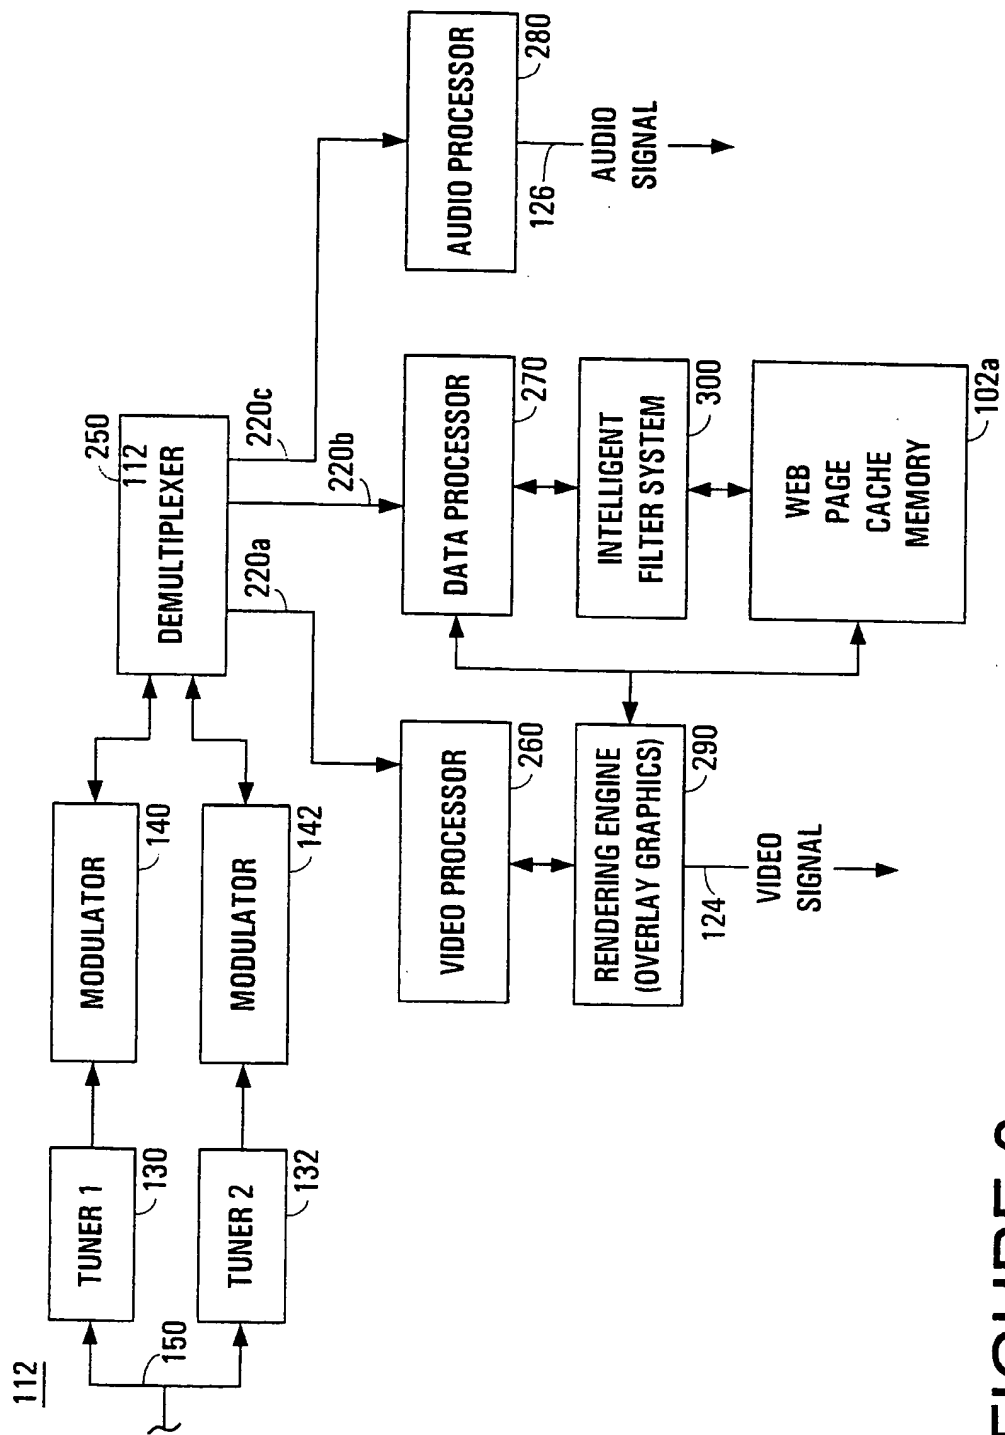 112
150
TUNER 1
130
TUNER 2
132
MODULATOR
140
MODULATOR
142
250
112
DEMULTIPLEXER
220a
220b
220c
VIDEO PROCESSOR
260
DATA PROCESSOR
270
AUDIO PROCESSOR
280
RENDERING ENGINE
(OVERLAY GRAPHICS)
290
INTELLIGENT
FILTER SYSTEM
300
126
AUDIO
SIGNAL
124
VIDEO
SIGNAL
WEB
PAGE
CACHE
MEMORY
102a
FIGURE